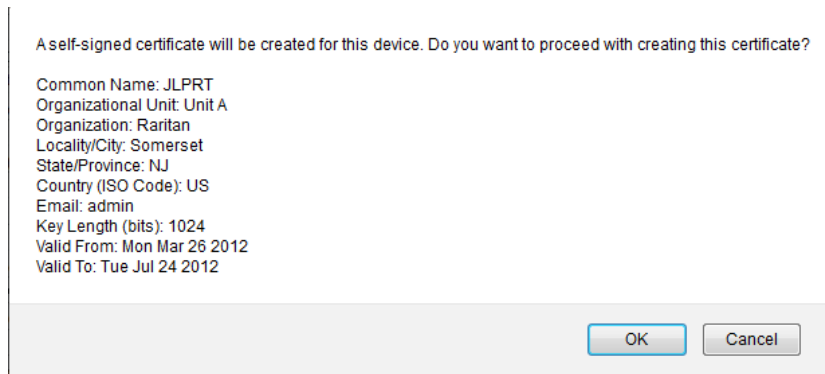 A self-signed certificate will be created for this device. Do you want to proceed with creating this certificate?
Common Name: JLPRT
Organizational Unit: Unit A
Organization: Raritan
Locality/City: Somerset
State/Province: NJ
Country (ISO Code): US
Email: admin
Key Length (bits): 1024
Valid From: Mon Mar 26 2012
Valid To: Tue Jul 24 2012
OK Cancel